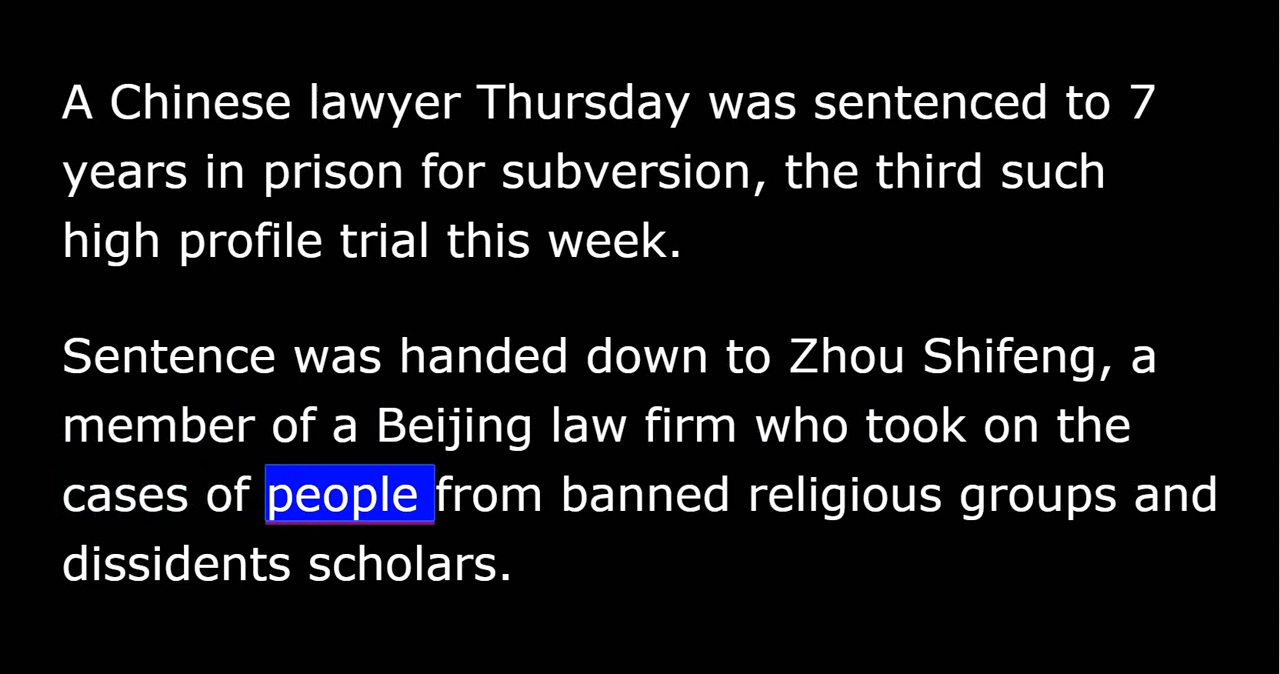 A Chinese lawyer Thursday was sentenced to 7
years in prison for subversion, the third such
high profile trial this week.
Sentence was handed down to Zhou Shifeng, a
member of a Beijing law firm who took on the
cases of people from banned religious groups and
dissidents scholars.